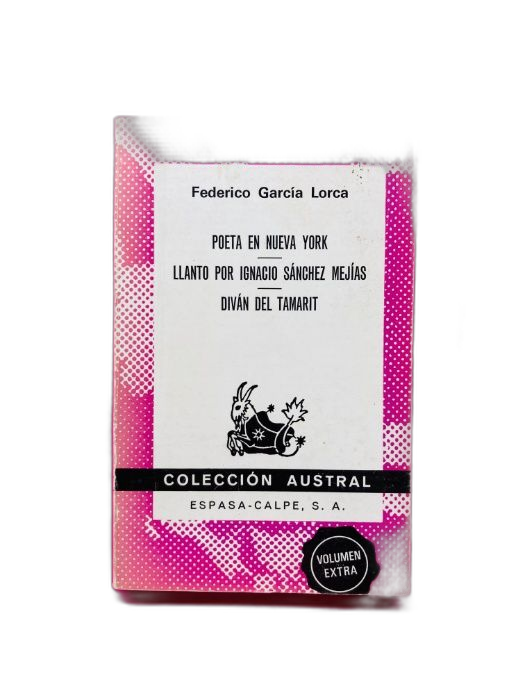 Federico García Lorca
POETA EN NUEVA YORK
LLANTO POR IGNACIO SÁNCHEZ MEJÍAS
DIVÁN DEL TAMARIT
COLECCIÓN AUSTRAL
ESPASA-CALPE, S. A.
VOLUMEN
EXTRA